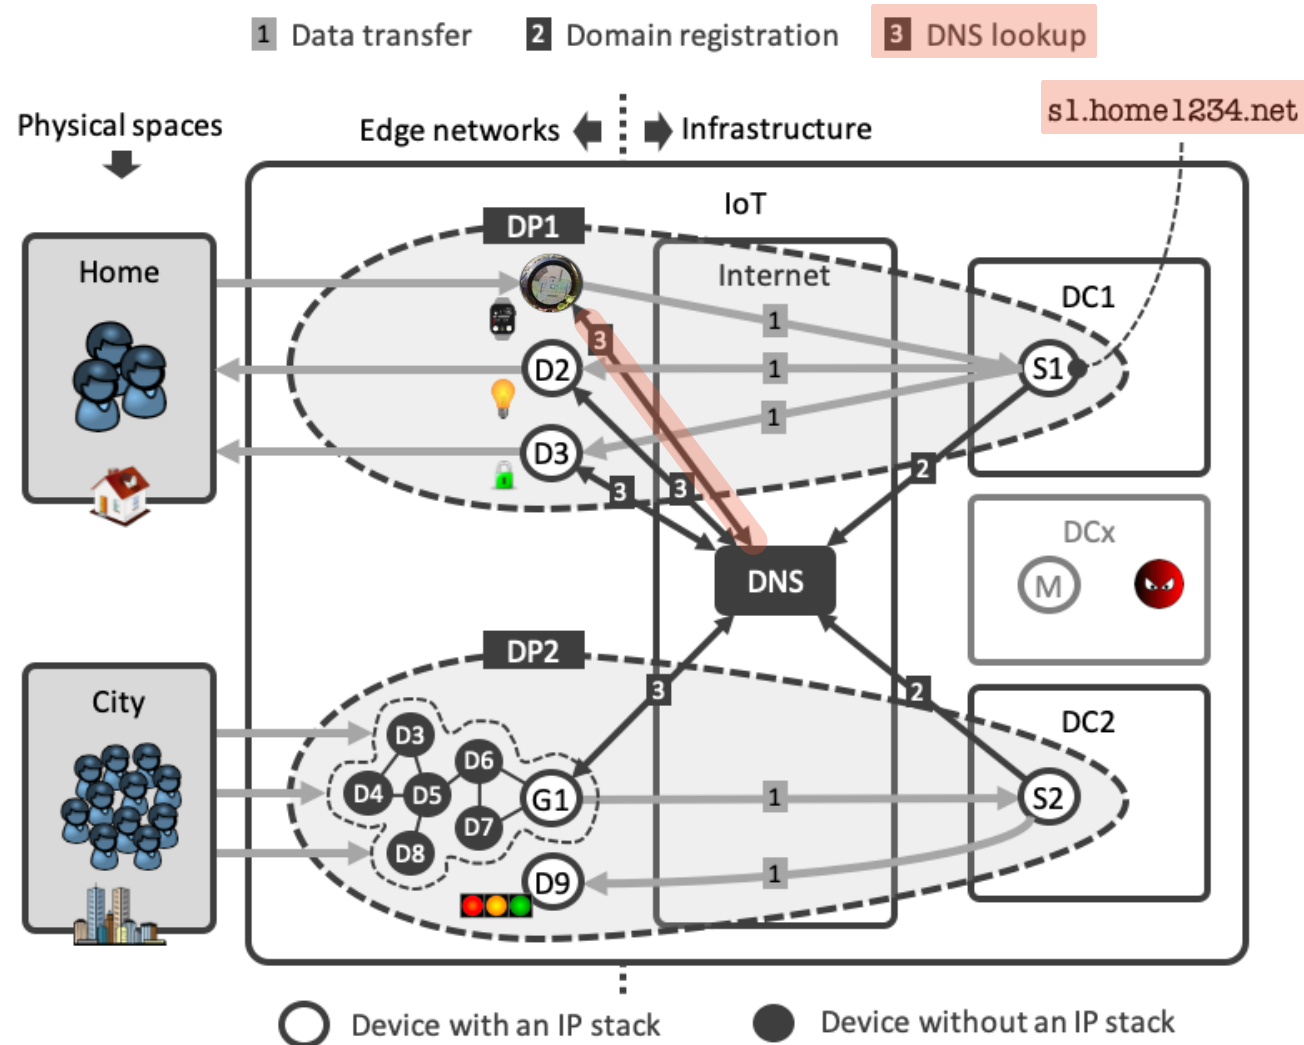 1 Data transfer
2 Domain registration
3 DNS lookup
s1.home1234.net
Physical spaces
Edge networks
Infrastructure
IoT
DP1
Home
Internet
DC1
1
3
D2
1
S1
1
D3
2
3
3
DCx
M
DNS
DP2
City
3
2
DC2
D3
D6
D4
D5
G1
1
S2
D7
D8
1
D9
Device with an IP stack
Device without an IP stack